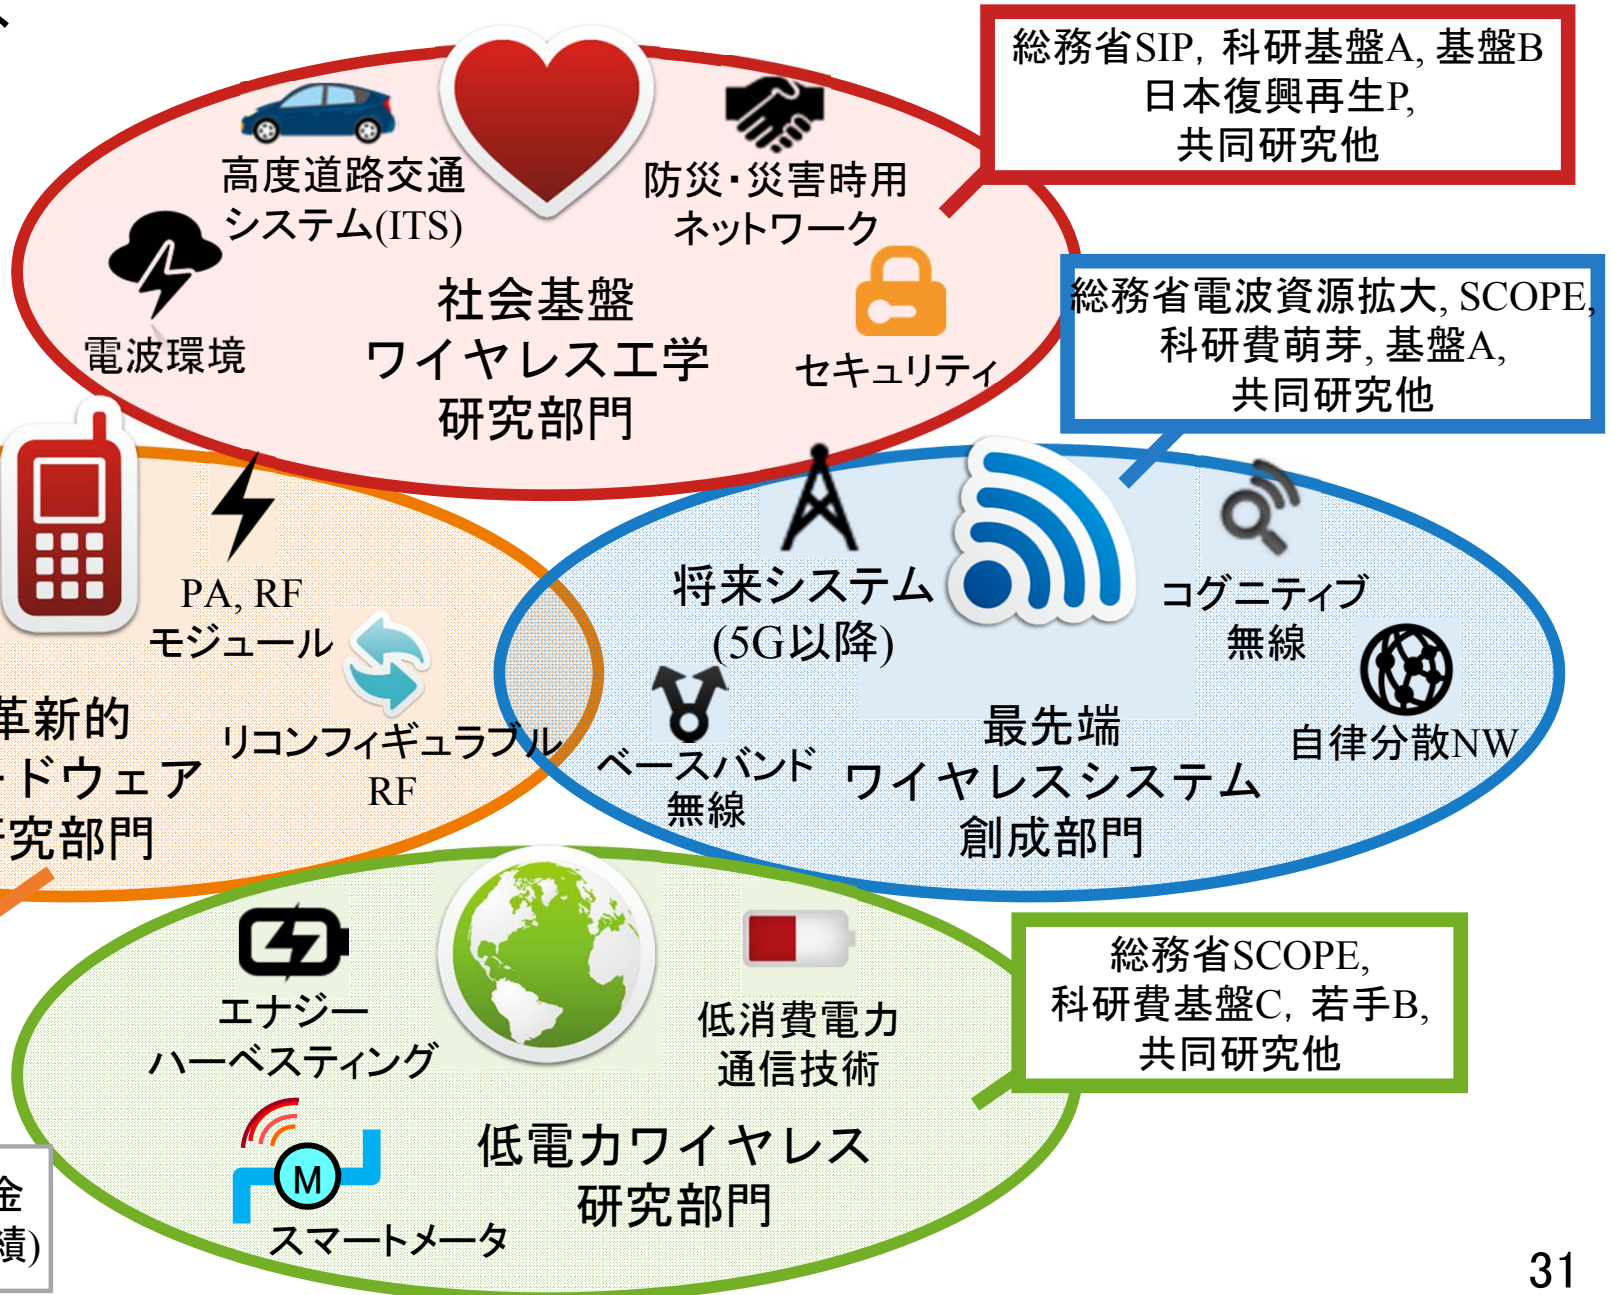 総務省SIP, 科研基盤A, 基盤B
日本復興再生P,
共同研究他
高度道路交通
システム(ITS)
防災・災害時用
ネットワーク
電波環境
社会基盤
ワイヤレス工学
研究部門
セキュリティ
総務省電波資源拡大, SCOPE,
科研費萌芽, 基盤A,
共同研究他
PA, RF
モジュール
リコンフィギュラブル
RF
革新的
ードウェア
究部門
将来システム
(5G以降)
コグニティブ
無線
ベースバンド
無線
自律分散NW
最先端
ワイヤレスシステム
創成部門
エナジー
ハーベスティング
低消費電力
通信技術
総務省SCOPE,
科研費基盤C, 若手B,
共同研究他
M
スマートメータ
低電力ワイヤレス
研究部門
金
績)
31